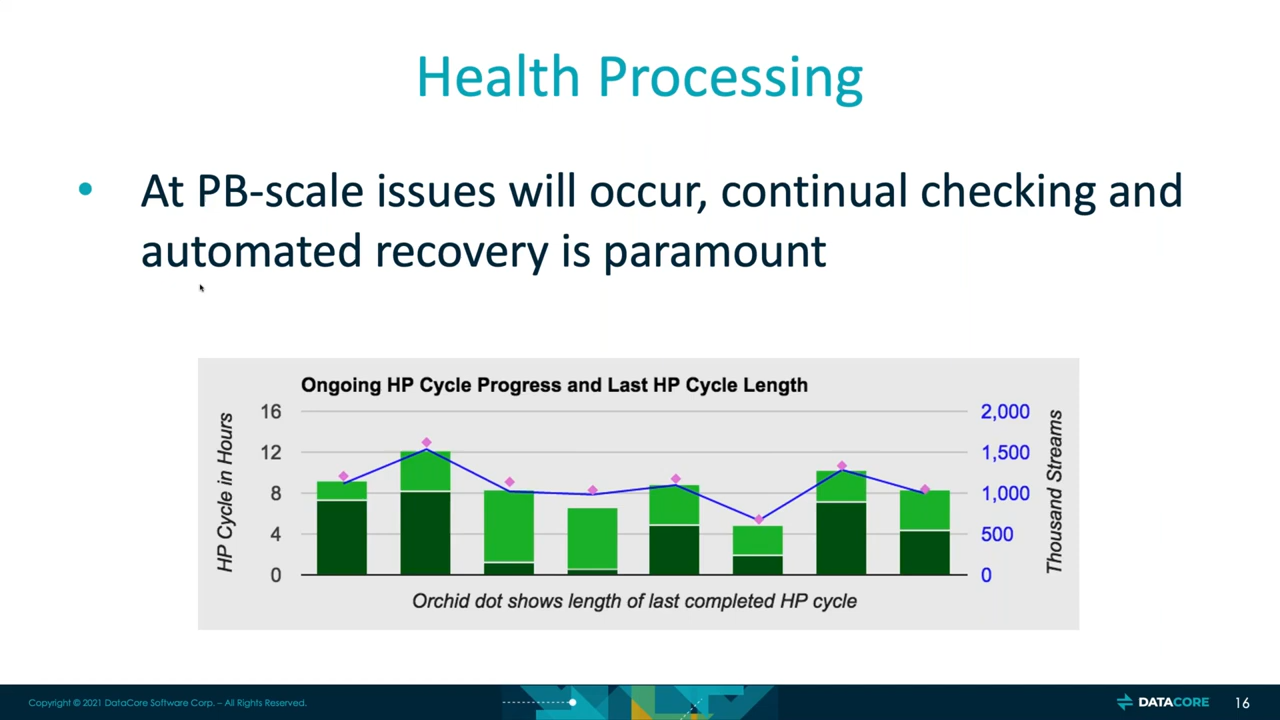 Health Processing
• At PB-scale issues will occur, continual checking and
automated recovery is paramount
Ongoing HP Cycle Progress and Last HP Cycle Length
HP Cycle in Hours
16
12
8
4
0
2,000
1,500
1,000
500
0
Thousand Streams
Orchid dot shows length of last completed HP cycle
Copyright © 2021 DataCore Software Corp. – All Rights Reserved.
DATACORE
16